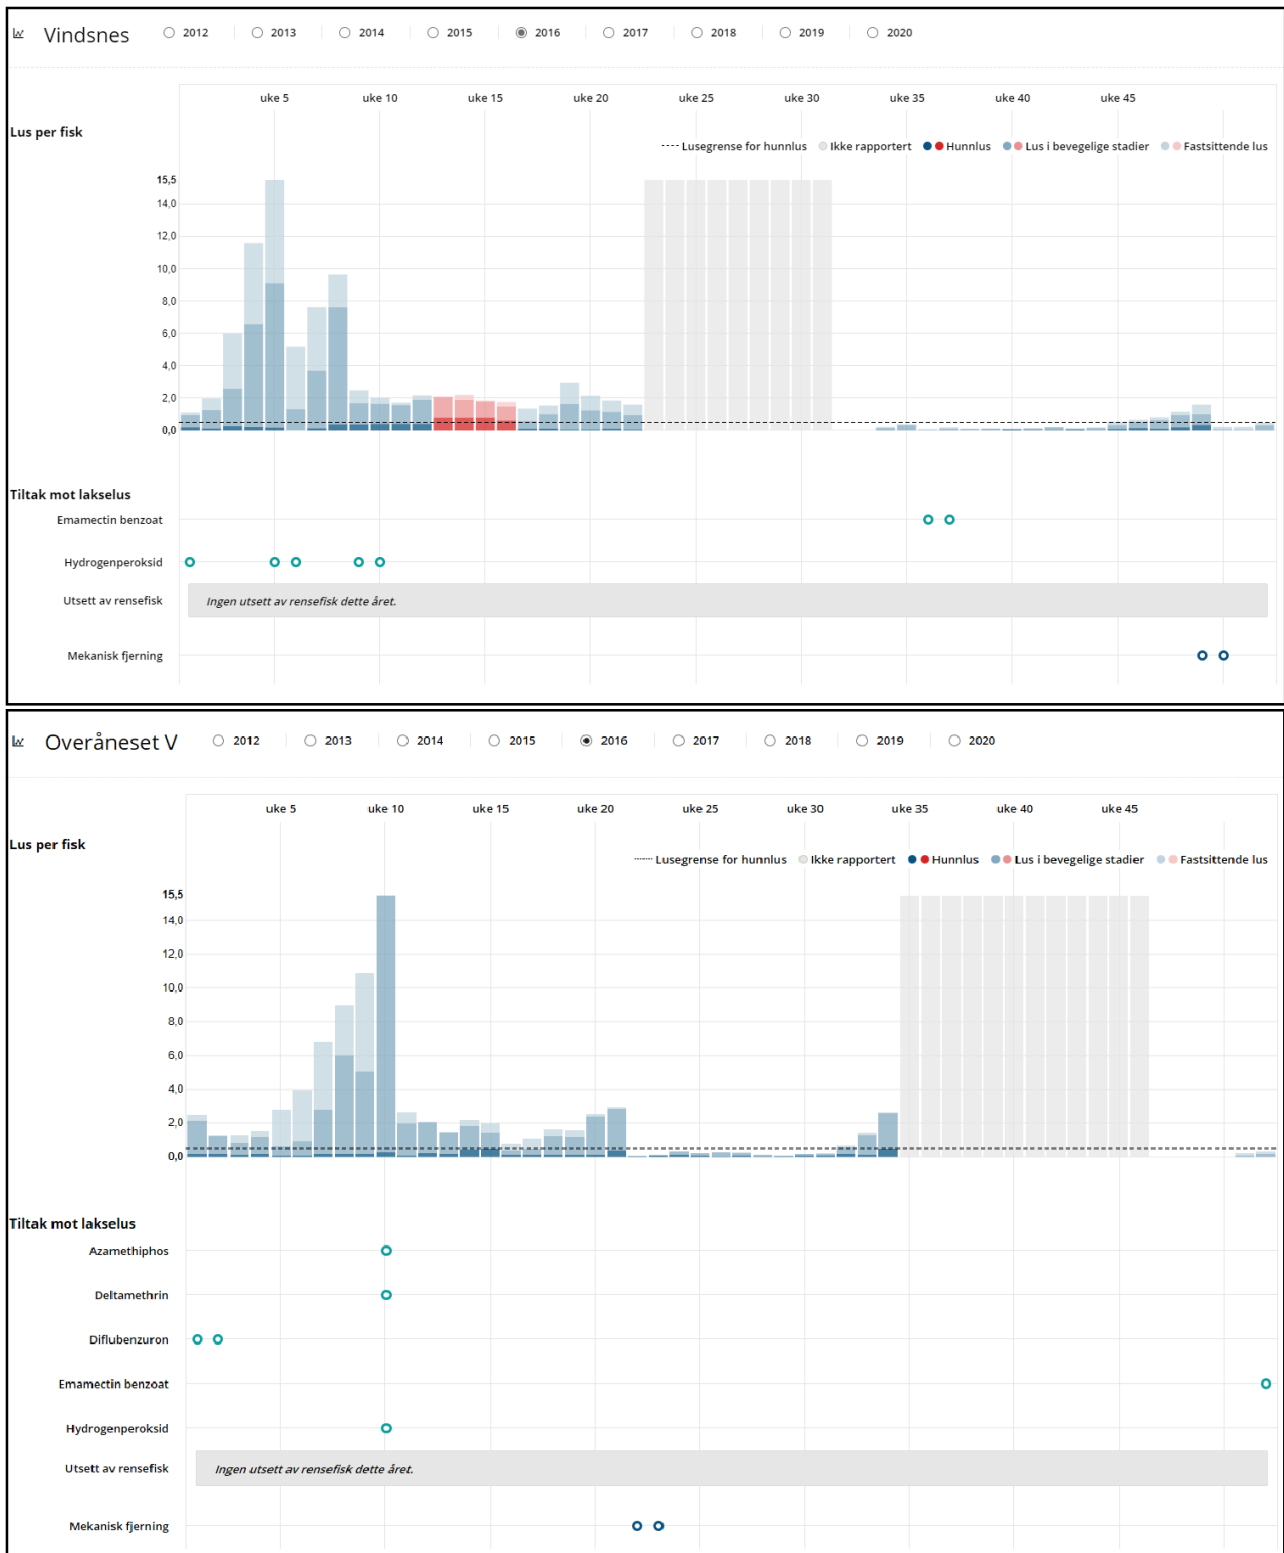 Vindsnes 2012 2013 2014 2015 2016 2017 2018 2019 2020
uke 5 uke 10 uke 15 uke 20 uke 25 uke 30 uke 35 uke 40 uke 45
Lus per fisk
Lusegrense for hunnlus Ikke rapportert Hunnlus Lus i bevegelige stadier Fastsittende lus
15,5
14,0
12,0
10,0
8,0
6,0
4,0
2,0
0,0
Tiltak mot lakselus
Emamectin benzoat
Hydrogenperoksid
Utsett av rensefisk Ingen utsett av rensefisk dette året.
Mekanisk fjerning
Overåneset V 2012 2013 2014 2015 2016 2017 2018 2019 2020
uke 5 uke 10 uke 15 uke 20 uke 25 uke 30 uke 35 uke 40 uke 45
Lus per fisk
Lusegrense for hunnlus Ikke rapportert Hunnlus Lus i bevegelige stadier Fastsittende lus
15,5
14,0
12,0
10,0
8,0
6,0
4,0
2,0
0,0
Tiltak mot lakselus
Azamethiphos
Deltamethrin
Diflubenzuron
Emamectin benzoat
Hydrogenperoksid
Utsett av rensefisk Ingen utsett av rensefisk dette året.
Mekanisk fjerning